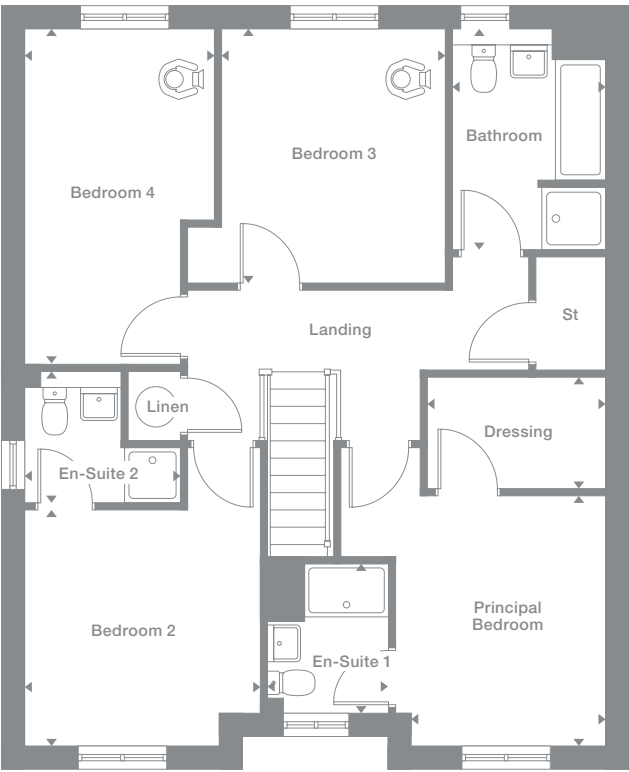 Bathroom
Bedroom 3
Bedroom 4
St
Landing
Linen
Dressing
En-Suite 2
Principal
Bedroom
Bedroom 2
En-Suite 1